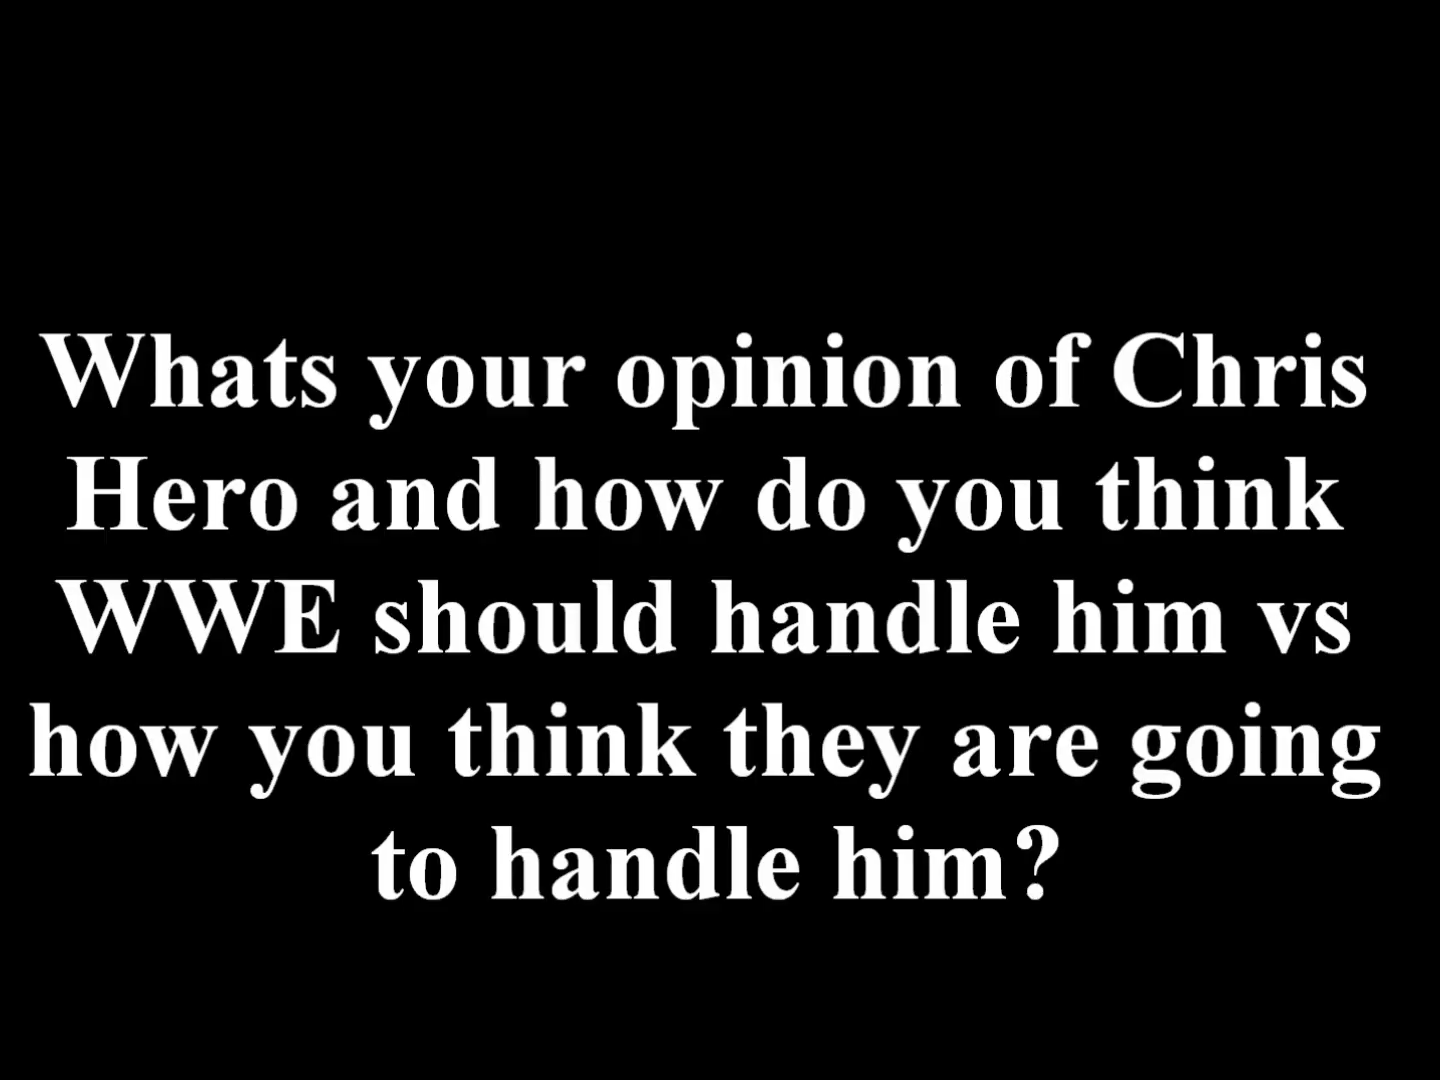 Whats your opinion of Chris
Hero and how do you think
WWE should handle him vs
how you think they are going
to handle him?